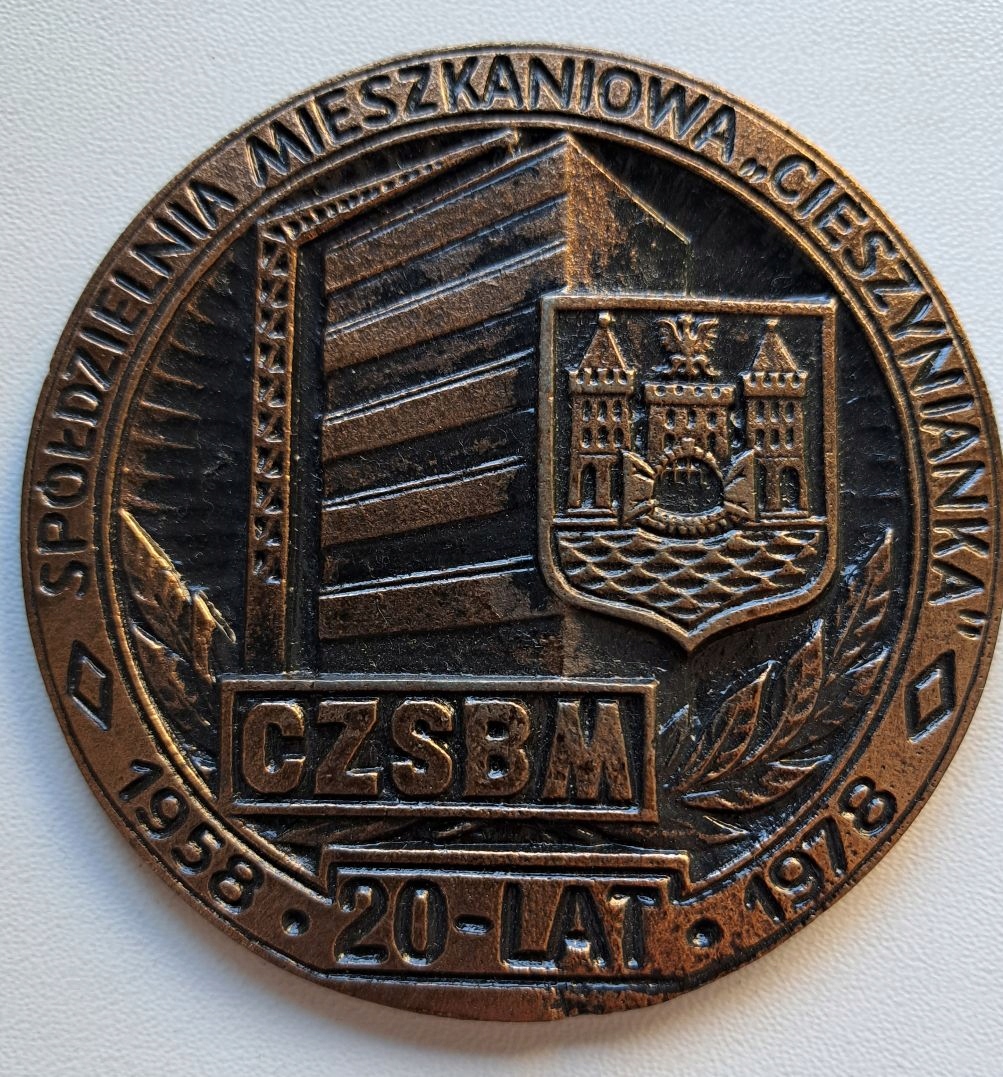 SPÓŁDZIELNIA MIESZKANIOWA „CIESZYNIANKA”
CZSBM
1958 • 20-LAT • 1978